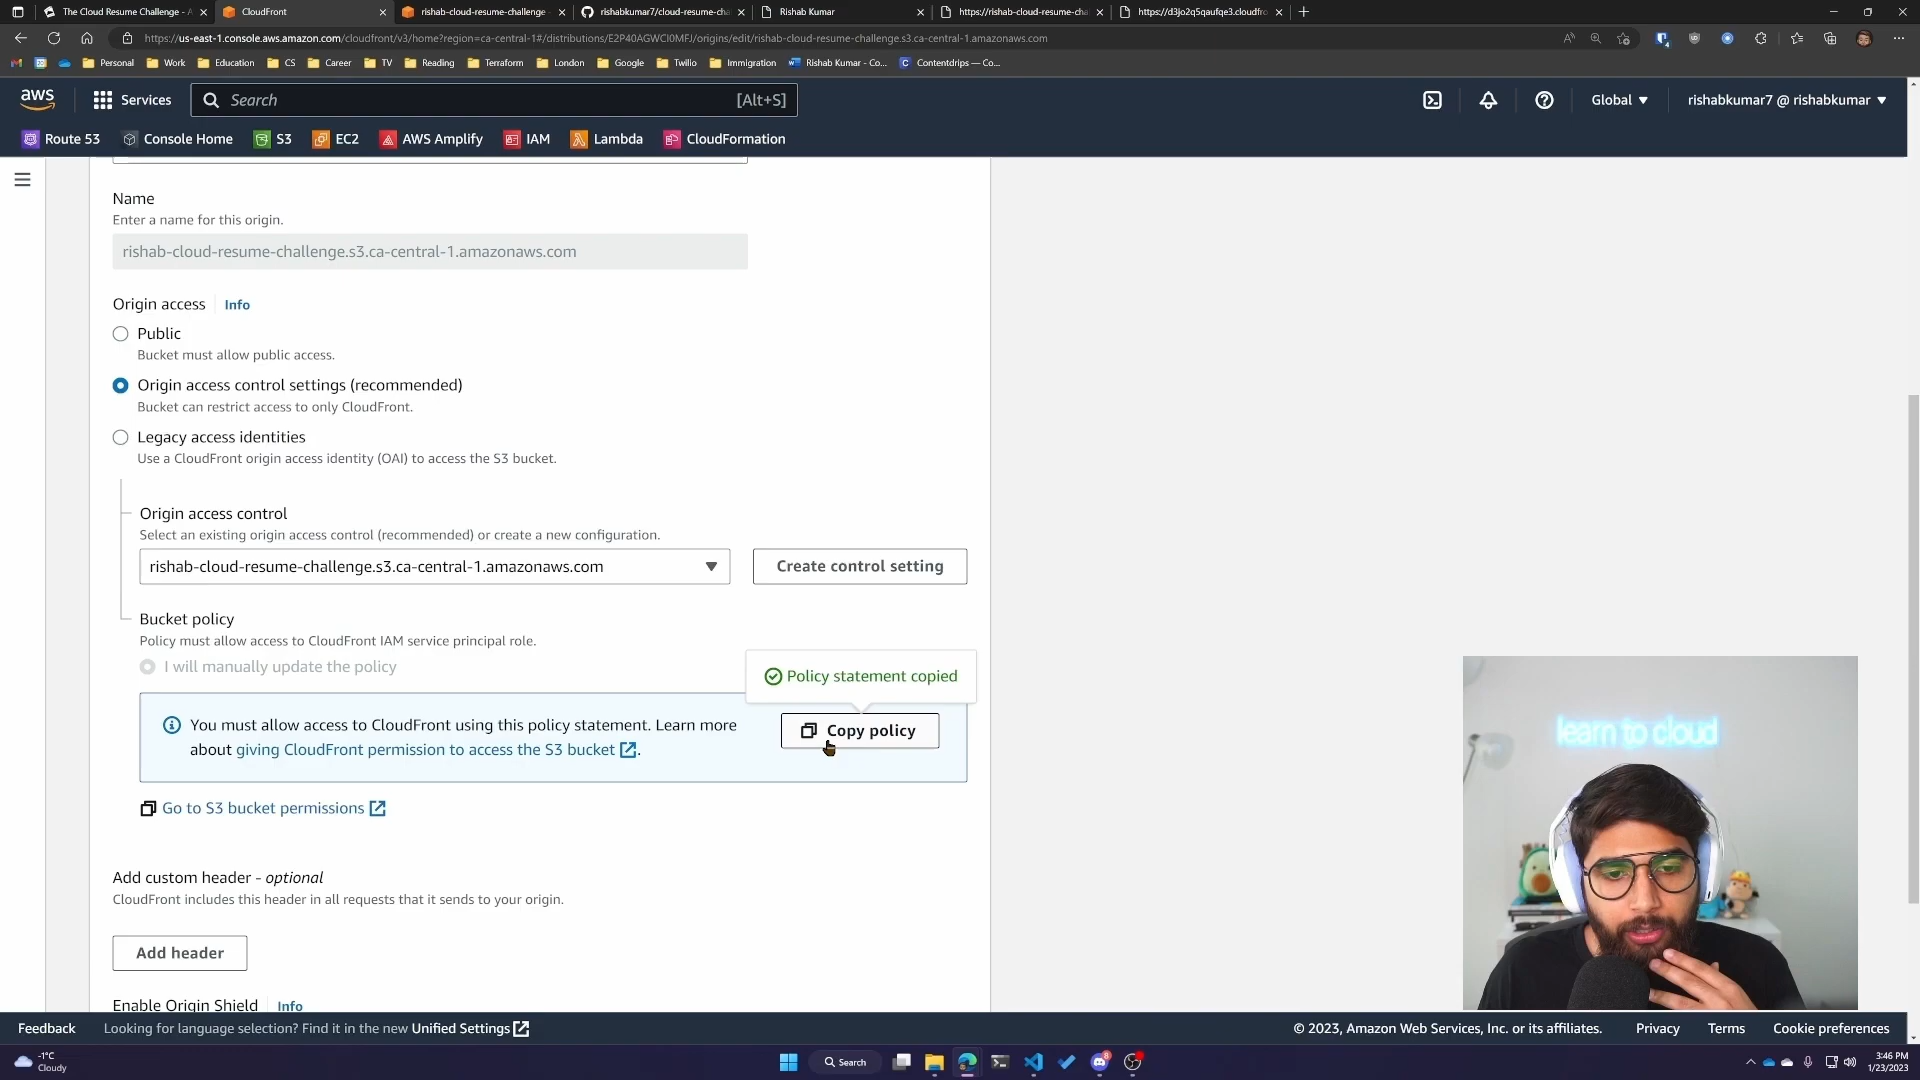 The Cloud Resume Challenge - A
CloudFront
rishab-cloud-resume-challenge
rishabkumar7/cloud-resume-cha
Rishab Kumar
https://rishab-cloud-resume-cha
https://d3jo2q5qaufqe3.cloudfro
https://us-east-1.console.aws.amazon.com/cloudfront/v3/home?region=ca-central-1#/distributions/E2P40AGWCI0MFJ/origins/edit/rishab-cloud-resume-challenge.s3.ca-central-1.amazonaws.com
Personal Work Education CS Career TV Reading Terraform London Google Twilio Immigration Rishab Kumar - Co... Contentdrips — Co...
aws Services Search [Alt+S] Global rishabkumar7 @ rishabkumar
Route 53 Console Home S3 EC2 AWS Amplify IAM Lambda CloudFormation
Name
Enter a name for this origin.
rishab-cloud-resume-challenge.s3.ca-central-1.amazonaws.com
Origin access Info
Public
Bucket must allow public access.
Origin access control settings (recommended)
Bucket can restrict access to only CloudFront.
Legacy access identities
Use a CloudFront origin access identity (OAI) to access the S3 bucket.
Origin access control
Select an existing origin access control (recommended) or create a new configuration.
rishab-cloud-resume-challenge.s3.ca-central-1.amazonaws.com
Create control setting
Bucket policy
Policy must allow access to CloudFront IAM service principal role.
I will manually update the policy
Policy statement copied
You must allow access to CloudFront using this policy statement. Learn more
about giving CloudFront permission to access the S3 bucket.
Copy policy
Go to S3 bucket permissions
Add custom header - optional
CloudFront includes this header in all requests that it sends to your origin.
Add header
Enable Origin Shield Info
learn to cloud
Feedback Looking for language selection? Find it in the new Unified Settings © 2023, Amazon Web Services, Inc. or its affiliates. Privacy Terms Cookie preferences
-1°C
Cloudy
Search
3:46 PM
1/23/2023